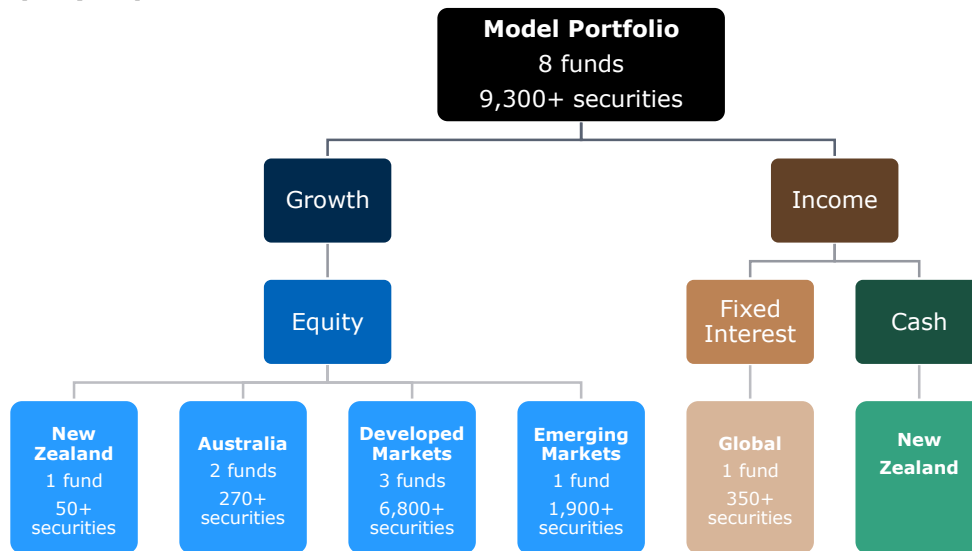 Model Portfolio
8 funds
9,300+ securities
Growth
Income
Equity
Fixed
Interest
Cash
New
Zealand
1 fund
50+
securities
Australia
2 funds
270+
securities
Developed
Markets
3 funds
6,800+
securities
Emerging
Markets
1 fund
1,900+
securities
Global
1 fund
350+
securities
New
Zealand